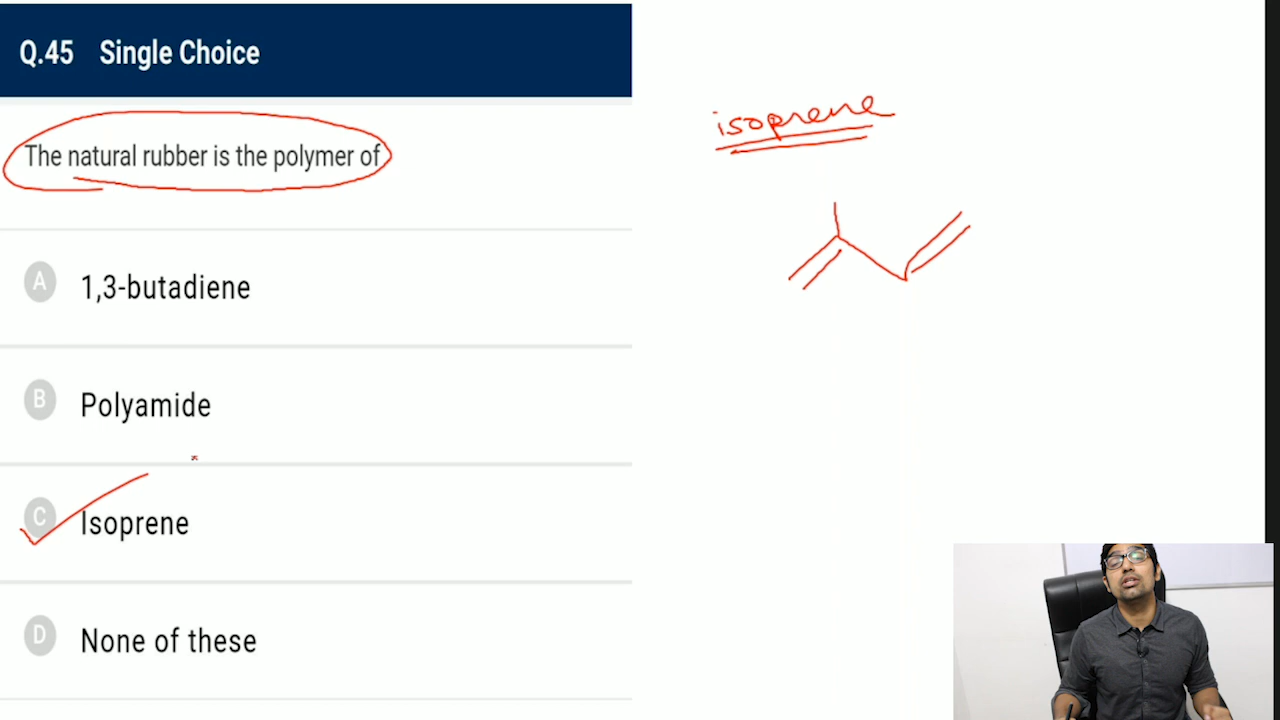 Q.45 Single Choice
The natural rubber is the polymer of
A 1,3-butadiene
B Polyamide
C Isoprene
D None of these
isoprene